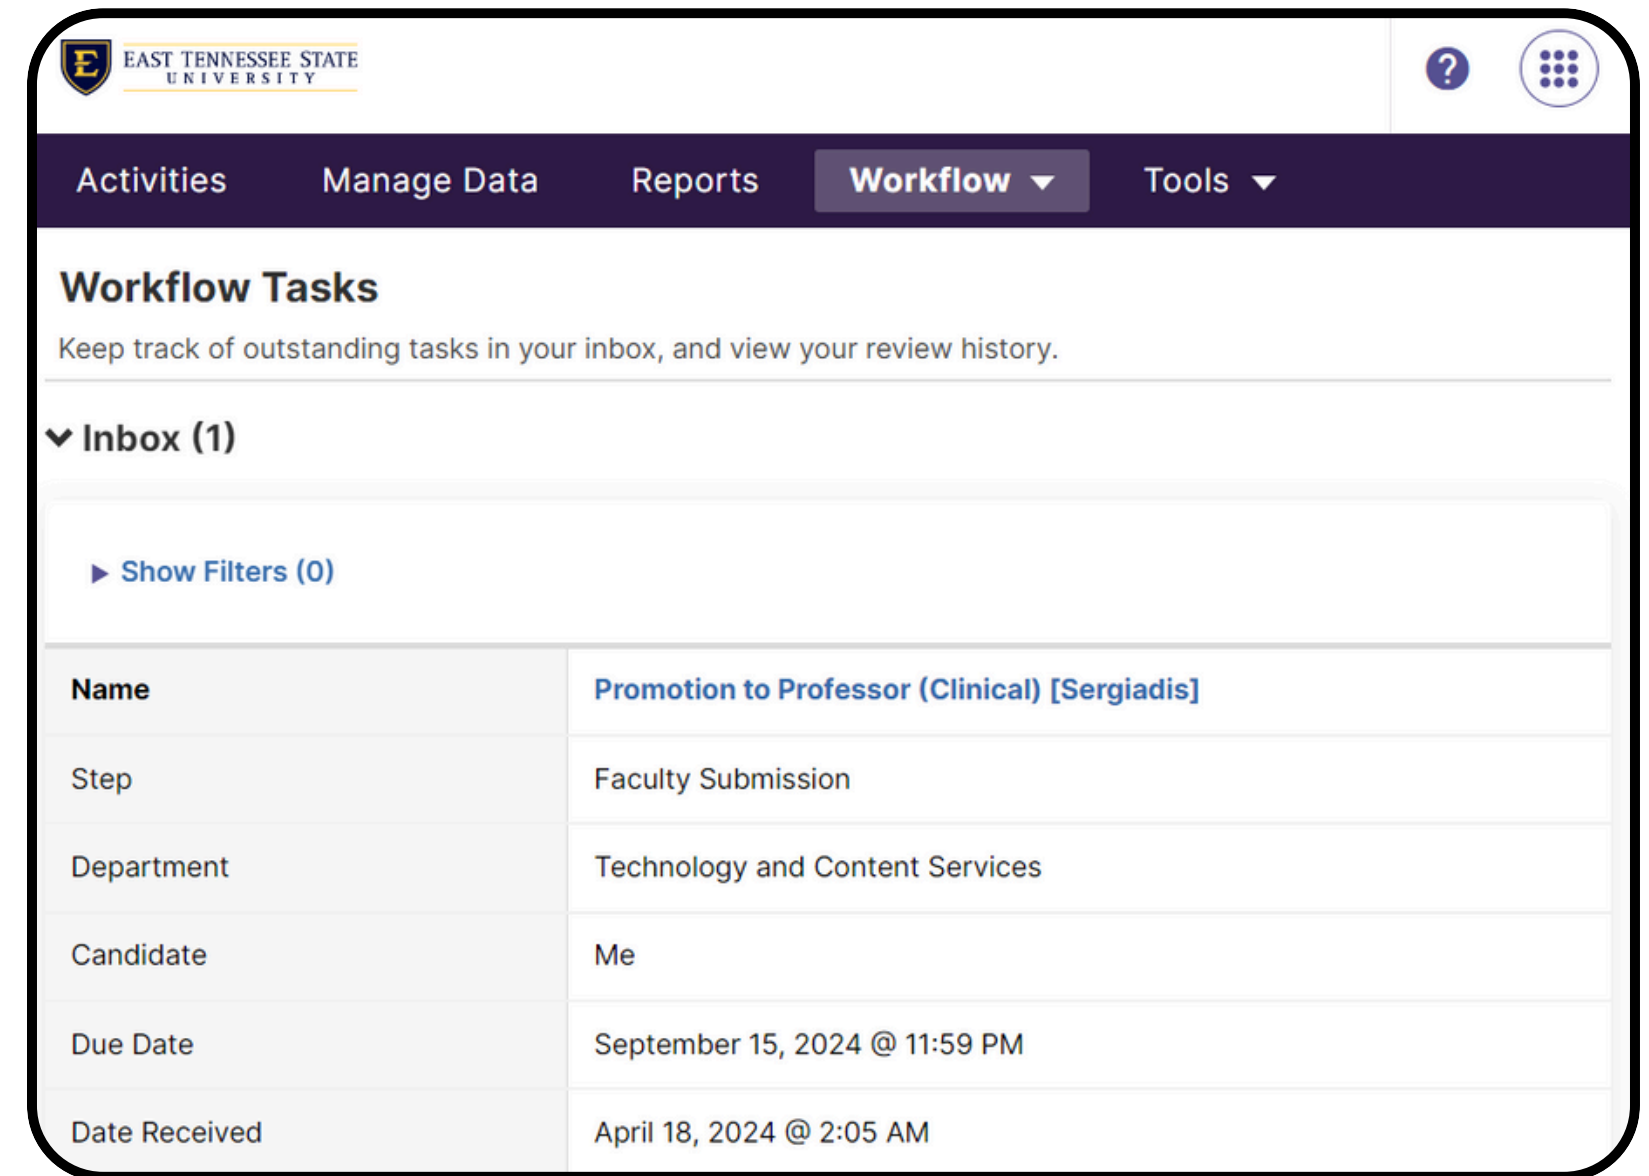 E
EAST TENNESSEE STATE
UNIVERSITY
?
Activities Manage Data Reports Workflow Tools
Workflow Tasks
Keep track of outstanding tasks in your inbox, and view your review history.
Inbox (1)
Show Filters (0)
Name Promotion to Professor (Clinical) [Sergiadis]
Step Faculty Submission
Department Technology and Content Services
Candidate Me
Due Date September 15, 2024 @ 11:59 PM
Date Received April 18, 2024 @ 2:05 AM